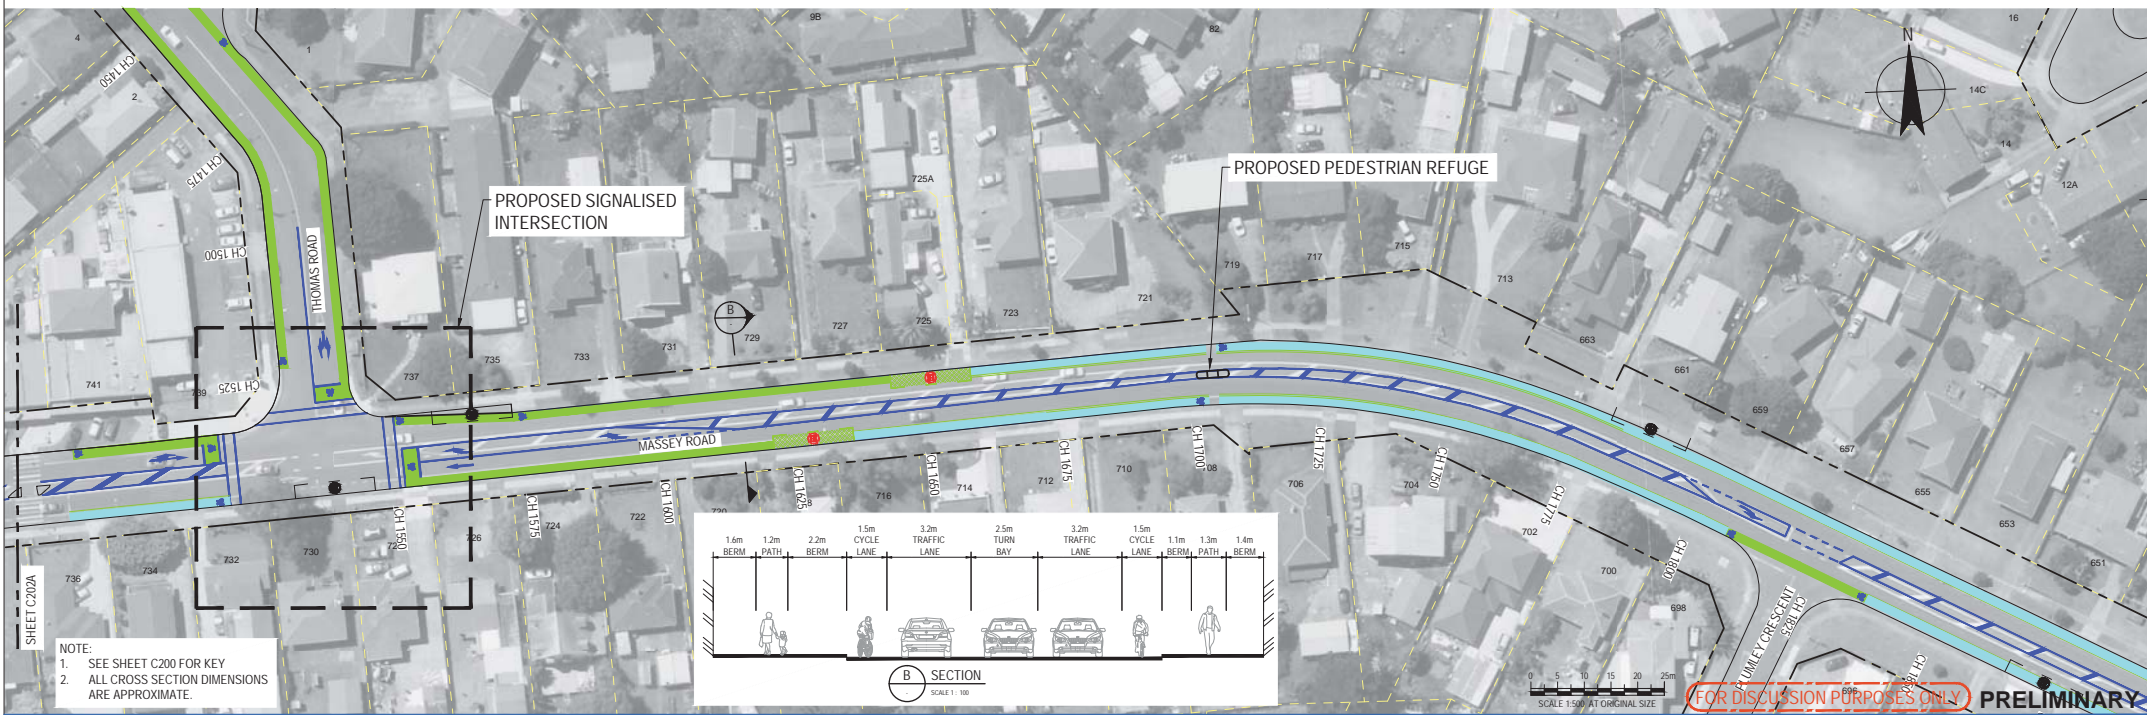 4
9B
82
16
1
2
CH 1450
N
14C
14
12A
CH 1475
PROPOSED SIGNALISED
INTERSECTION
725A
PROPOSED PEDESTRIAN REFUGE
CH 1500
THOMAS ROAD
719
717
715
713
721
B
729
727
725
723
731
733
735
737
741
739
CH 1525
663
661
659
657
655
653
651
MASSEY ROAD
CH 1550
CH 1575
CH 1600
CH 1625
CH 1650
CH 1675
CH 1700
CH 1725
CH 1750
CH 1775
CH 1800
CH 1825
CH 1850
736
734
732
730
726
724
722
720
716
714
712
710
706
704
702
700
698
696
PLUMLEY CRESCENT
SHEET C202A
NOTE:
1. SEE SHEET C200 FOR KEY
2. ALL CROSS SECTION DIMENSIONS
ARE APPROXIMATE.
1.6m
BERM
1.2m
PATH
2.2m
BERM
1.5m
CYCLE
LANE
3.2m
TRAFFIC
LANE
2.5m
TURN
BAY
3.2m
TRAFFIC
LANE
1.5m
CYCLE
LANE
1.1m
BERM
1.3m
PATH
1.4m
BERM
B
SECTION
SCALE 1 : 100
0 5 10 15 20 25m
SCALE 1:500 AT ORIGINAL SIZE
FOR DISCUSSION PURPOSES ONLY
PRELIMINARY